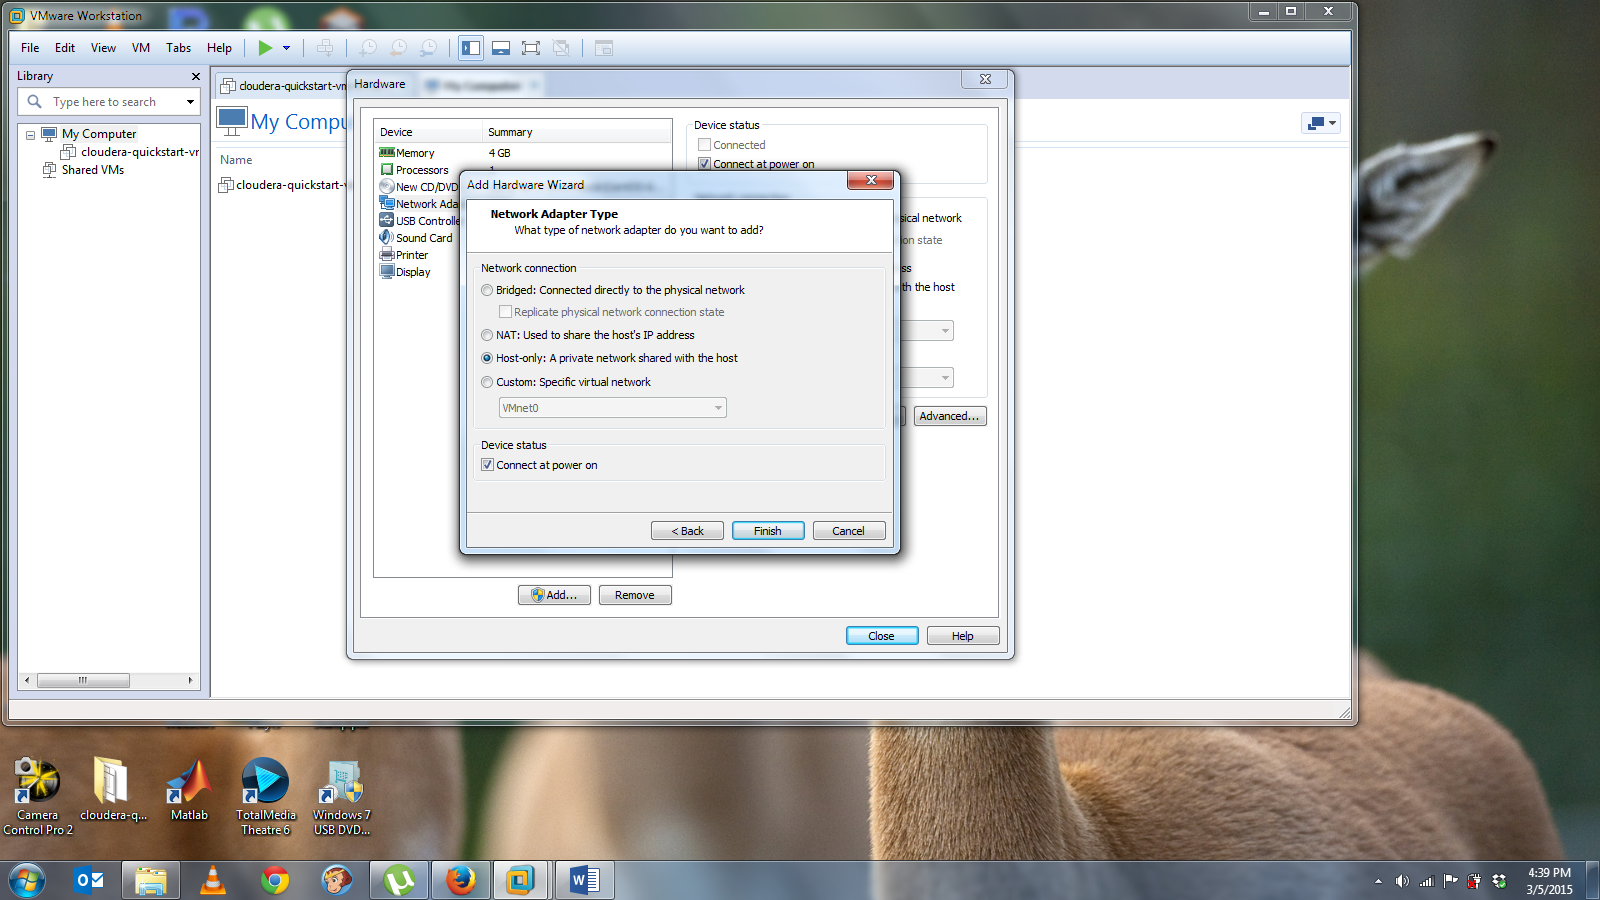 VMware Workstation
File Edit View VM Tabs Help
Library
Type here to search
My Computer
cloudera-quickstart-vr
Shared VMs
cloudera-quickstart-vm
My Compu
Name
cloudera-quickstart-v
Hardware
My Computer
Device Summary
Memory 4 GB
Processors 1
New CD/DVD
Network Ada
USB Controlle
Sound Card
Printer
Display
Add...
Remove
Device status
Connected
Connect at power on
ical network
on state
ss
th the host
Advanced...
Close
Help
Add Hardware Wizard
Network Adapter Type
What type of network adapter do you want to add?
Network connection
Bridged: Connected directly to the physical network
Replicate physical network connection state
NAT: Used to share the host's IP address
Host-only: A private network shared with the host
Custom: Specific virtual network
VMnet0
Device status
Connect at power on
< Back
Finish
Cancel
Camera
Control Pro 2
cloudera-q...
Matlab
TotalMedia
Theatre 6
Windows 7
USB DVD...
4:39 PM
3/5/2015